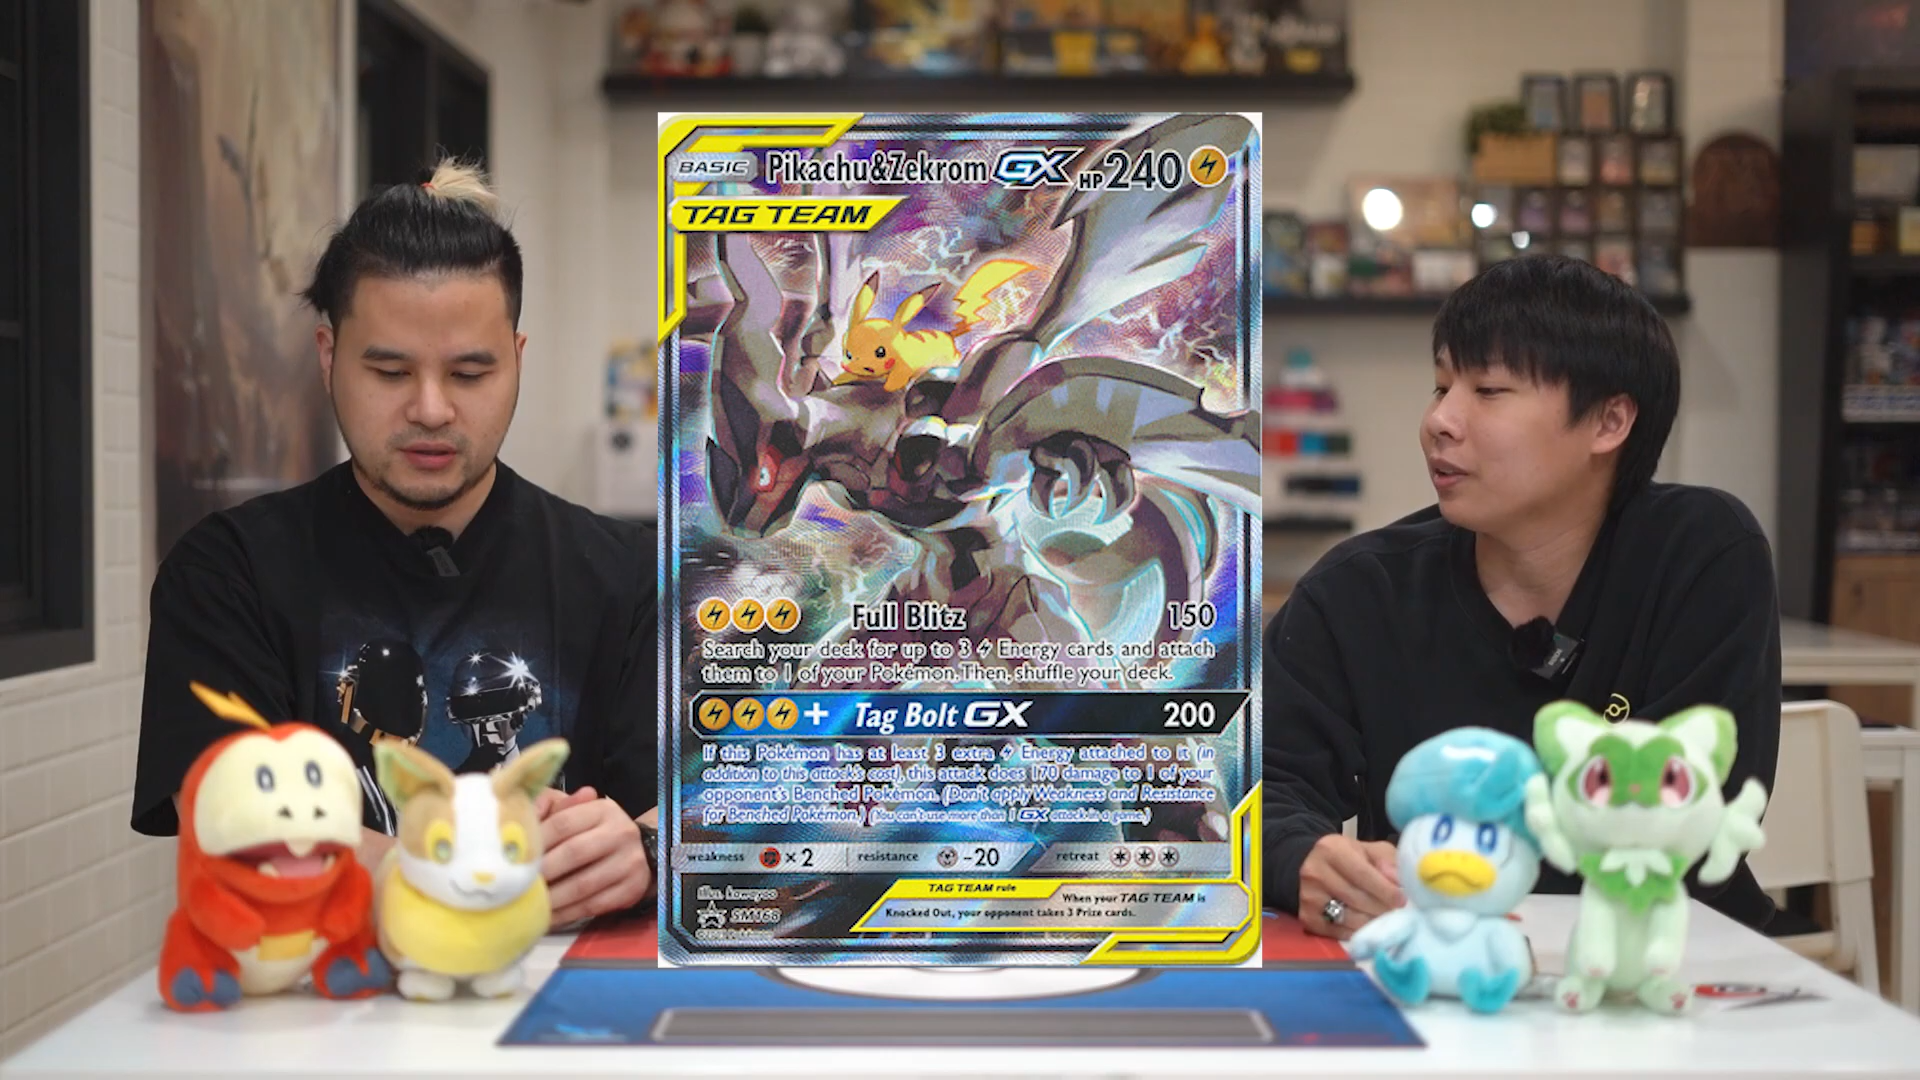 BASIC Pikachu&Zekrom GX HP 240
TAG TEAM
Full Blitz 150
Search your deck for up to 3 Energy cards and attach
them to 1 of your Pokémon. Then, shuffle your deck.
+ Tag Bolt GX 200
If this Pokémon has at least 3 extra Energy attached to it (in
addition to this attack's cost), this attack does 170 damage to 1 of your
opponent's Benched Pokémon. (Don't apply Weakness and Resistance
for Benched Pokémon.) (You can't use more than 1 GX attack in a game.)
weakness ×2 resistance -20 retreat
Illus. kawayoo
SM168
©2019 Pokémon
TAG TEAM rule
When your TAG TEAM is
Knocked Out, your opponent takes 3 Prize cards.